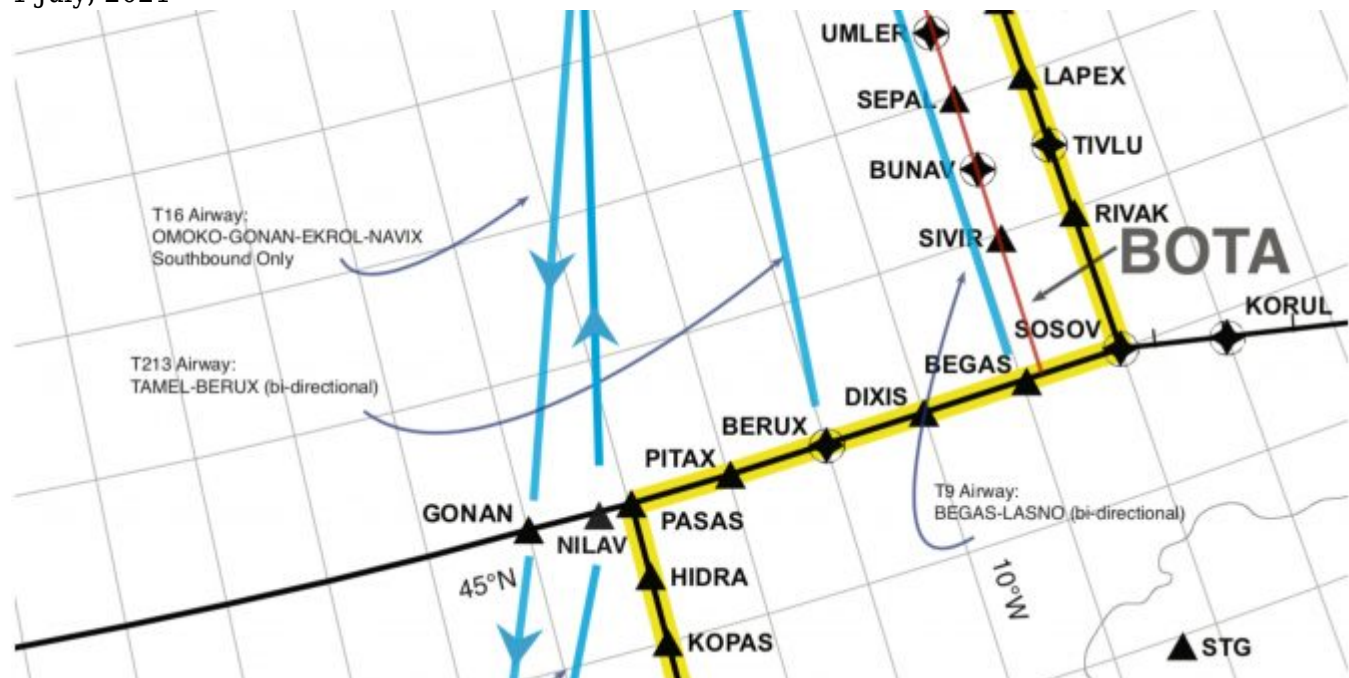 UMLER
LAPEX
SEPAL
TIVLU
BUNAV
RIVAK
T16 Airway:
OMOKO-GONAN-EKROL-NAVIX
Southbound Only
SIVIR
BOTA
KORUL
SOSOV
T213 Airway:
TAMEL-BERUX (bi-directional)
BEGAS
DIXIS
BERUX
PITAX
T9 Airway:
BEGAS-LASNO (bi-directional)
GONAN
PASAS
NILAV
45°N
HIDRA
10°W
KOPAS
STG